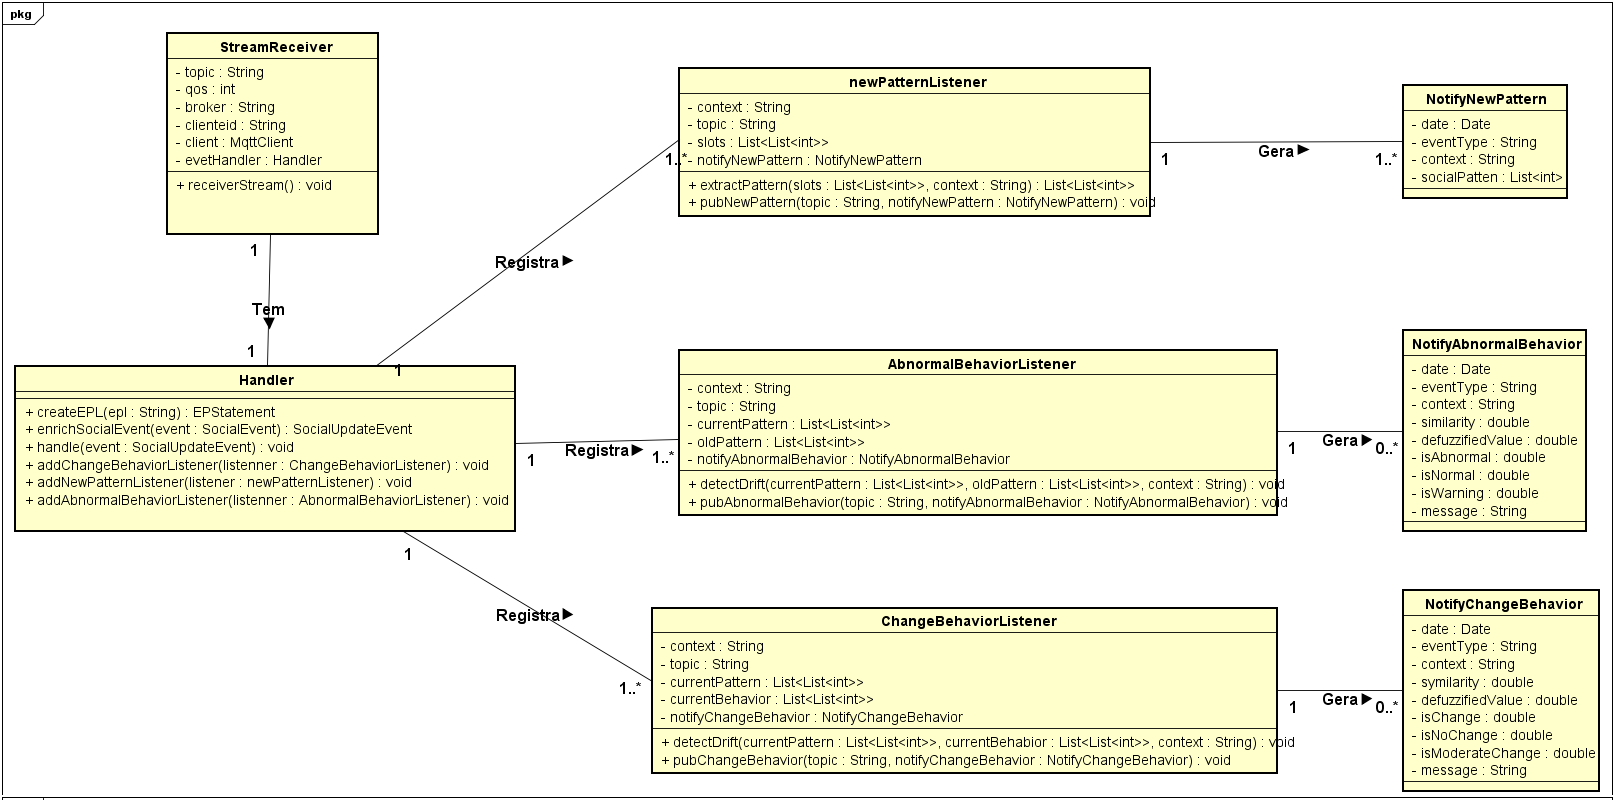 pkg
StreamReceiver
- topic : String
- qos : int
- broker : String
- clienteid : String
- client : MqttClient
- evetHandler : Handler
+ receiverStream() : void
1
Tem
1
Handler
+ createEPL(epl : String) : EPStatement
+ enrichSocialEvent(event : SocialEvent) : SocialUpdateEvent
+ handle(event : SocialUpdateEvent) : void
+ addChangeBehaviorListener(listenner : ChangeBehaviorListener) : void
+ addNewPatternListener(listener : newPatternListener) : void
+ addAbnormalBehaviorListener(listenner : AbnormalBehaviorListener) : void
1
Registra
1..*
newPatternListener
- context : String
- topic : String
- slots : List<List<int>>
- notifyNewPattern : NotifyNewPattern
+ extractPattern(slots : List<List<int>>, context : String) : List<List<int>>
+ pubNewPattern(topic : String, notifyNewPattern : NotifyNewPattern) : void
1
Gera
1..*
NotifyNewPattern
- date : Date
- eventType : String
- context : String
- socialPatten : List<int>
1
Registra
1..*
AbnormalBehaviorListener
- context : String
- topic : String
- currentPattern : List<List<int>>
- oldPattern : List<List<int>>
- notifyAbnormalBehavior : NotifyAbnormalBehavior
+ detectDrift(currentPattern : List<List<int>>, oldPattern : List<List<int>>, context : String) : void
+ pubAbnormalBehavior(topic : String, notifyAbnormalBehavior : NotifyAbnormalBehavior) : void
1
Gera
0..*
NotifyAbnormalBehavior
- date : Date
- eventType : String
- context : String
- similarity : double
- defuzzifiedValue : double
- isAbnormal : double
- isNormal : double
- isWarning : double
- message : String
1
Registra
1..*
ChangeBehaviorListener
- context : String
- topic : String
- currentPattern : List<List<int>>
- currentBehavior : List<List<int>>
- notifyChangeBehavior : NotifyChangeBehavior
+ detectDrift(currentPattern : List<List<int>>, currentBehabior : List<List<int>>, context : String) : void
+ pubChangeBehavior(topic : String, notifyChangeBehavior : NotifyChangeBehavior) : void
1
Gera
0..*
NotifyChangeBehavior
- date : Date
- eventType : String
- context : String
- symilarity : double
- defuzzifiedValue : double
- isChange : double
- isNoChange : double
- isModerateChange : double
- message : String